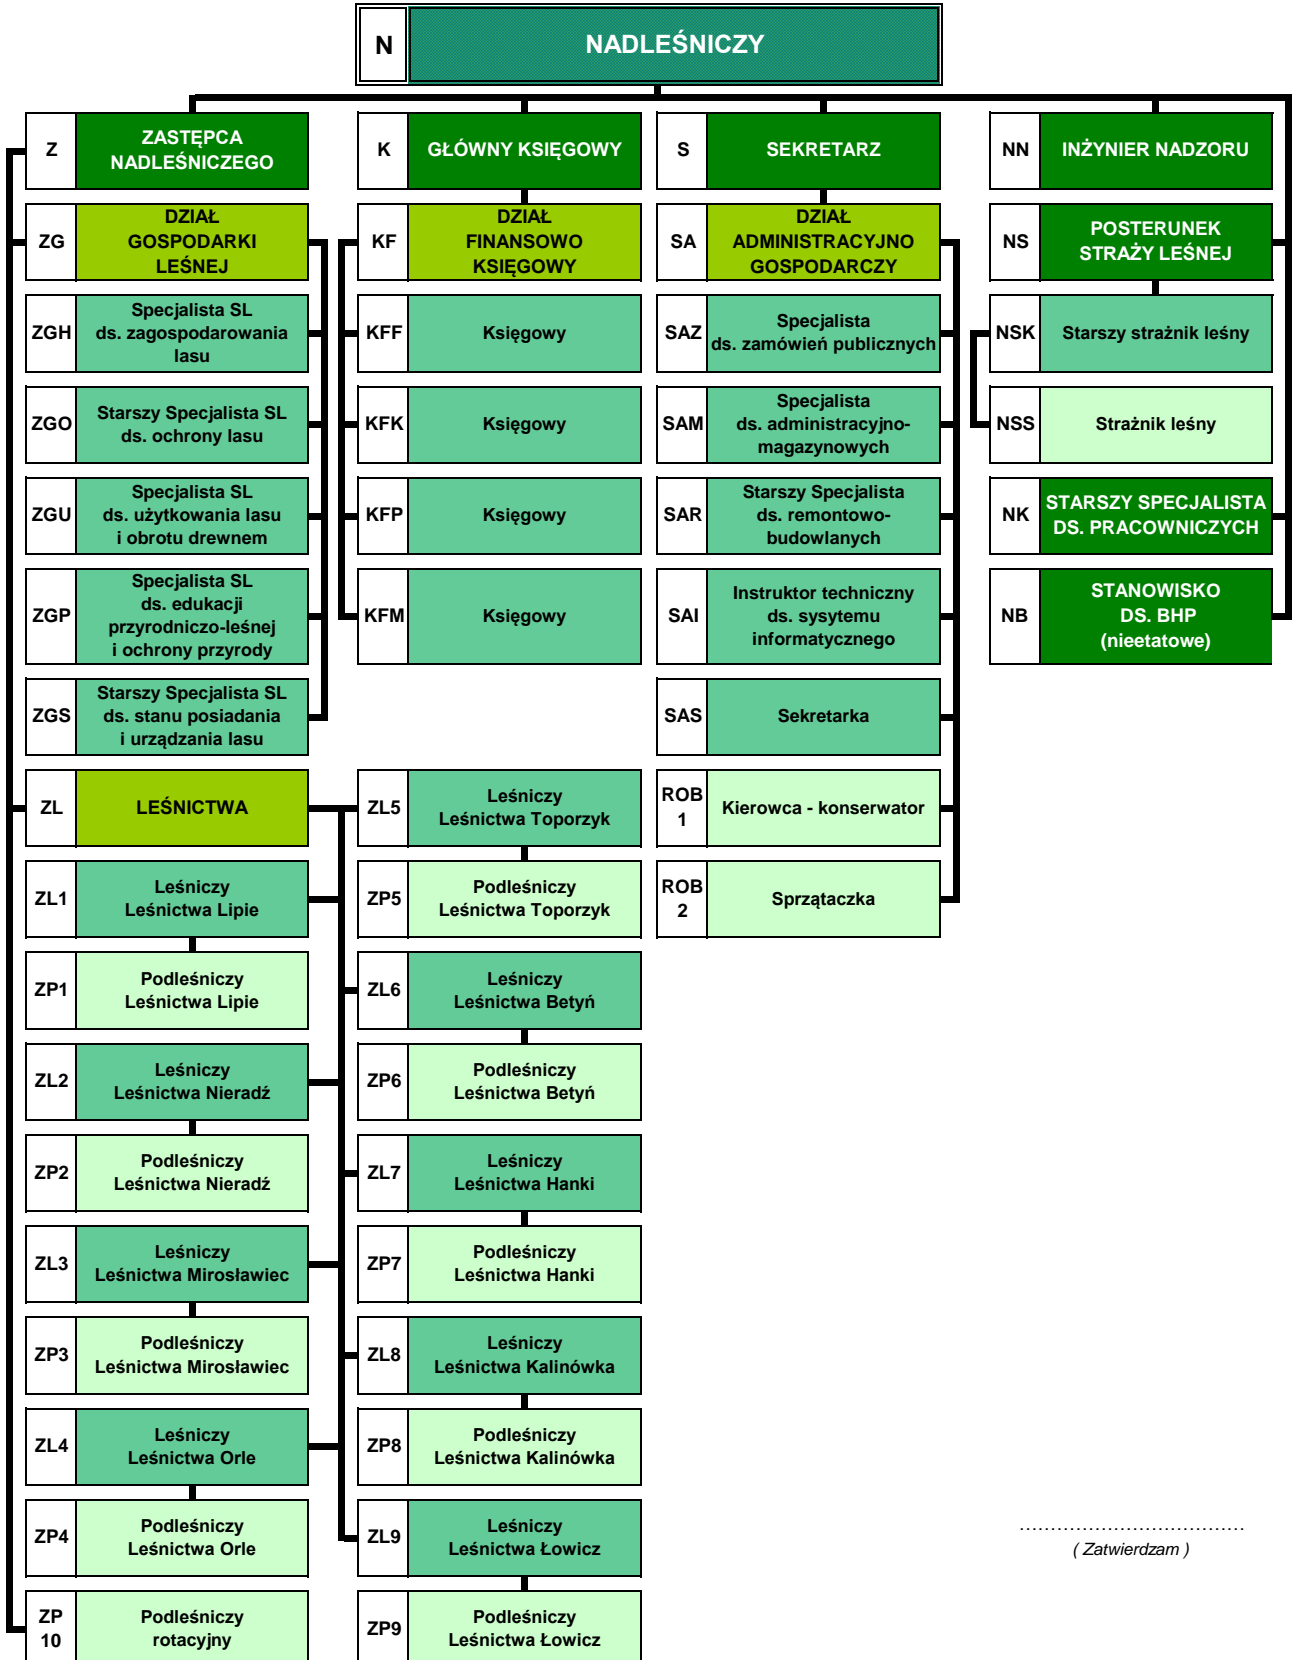 N
NADLEŚNICZY
Z
ZASTĘPCA
NADLEŚNICZEGO
K
GŁÓWNY KSIĘGOWY
S
SEKRETARZ
NN
INŻYNIER NADZORU
ZG
DZIAŁ
GOSPODARKI
LEŚNEJ
KF
DZIAŁ
FINANSOWO
KSIĘGOWY
SA
DZIAŁ
ADMINISTRACYJNO
GOSPODARCZY
NS
POSTERUNEK
STRAŻY LEŚNEJ
ZGH
Specjalista SL
ds. zagospodarowania
lasu
KFF
Księgowy
SAZ
Specjalista
ds. zamówień publicznych
NSK
Starszy strażnik leśny
ZGO
Starszy Specjalista SL
ds. ochrony lasu
KFK
Księgowy
SAM
Specjalista
ds. administracyjno-
magazynowych
NSS
Strażnik leśny
ZGU
Specjalista SL
ds. użytkowania lasu
i obrotu drewnem
KFP
Księgowy
SAR
Starszy Specjalista
ds. remontowo-
budowlanych
NK
STARSZY SPECJALISTA
DS. PRACOWNICZYCH
ZGP
Specjalista SL
ds. edukacji
przyrodniczo-leśnej
i ochrony przyrody
KFM
Księgowy
SAI
Instruktor techniczny
ds. sysytemu
informatycznego
NB
STANOWISKO
DS. BHP
(nieetatowe)
ZGS
Starszy Specjalista SL
ds. stanu posiadania
i urządzania lasu
SAS
Sekretarka
ZL
LEŚNICTWA
ZL5
Leśniczy
Leśnictwa Toporzyk
ROB
1
Kierowca - konserwator
ZL1
Leśniczy
Leśnictwa Lipie
ZP5
Podleśniczy
Leśnictwa Toporzyk
ROB
2
Sprzątaczka
ZP1
Podleśniczy
Leśnictwa Lipie
ZL6
Leśniczy
Leśnictwa Betyń
ZL2
Leśniczy
Leśnictwa Nieradź
ZP6
Podleśniczy
Leśnictwa Betyń
ZP2
Podleśniczy
Leśnictwa Nieradź
ZL7
Leśniczy
Leśnictwa Hanki
ZL3
Leśniczy
Leśnictwa Mirosławiec
ZP7
Podleśniczy
Leśnictwa Hanki
ZP3
Podleśniczy
Leśnictwa Mirosławiec
ZL8
Leśniczy
Leśnictwa Kalinówka
ZL4
Leśniczy
Leśnictwa Orle
ZP8
Podleśniczy
Leśnictwa Kalinówka
ZP4
Podleśniczy
Leśnictwa Orle
ZL9
Leśniczy
Leśnictwa Łowicz
....................................
( Zatwierdzam )
ZP
10
Podleśniczy
rotacyjny
ZP9
Podleśniczy
Leśnictwa Łowicz